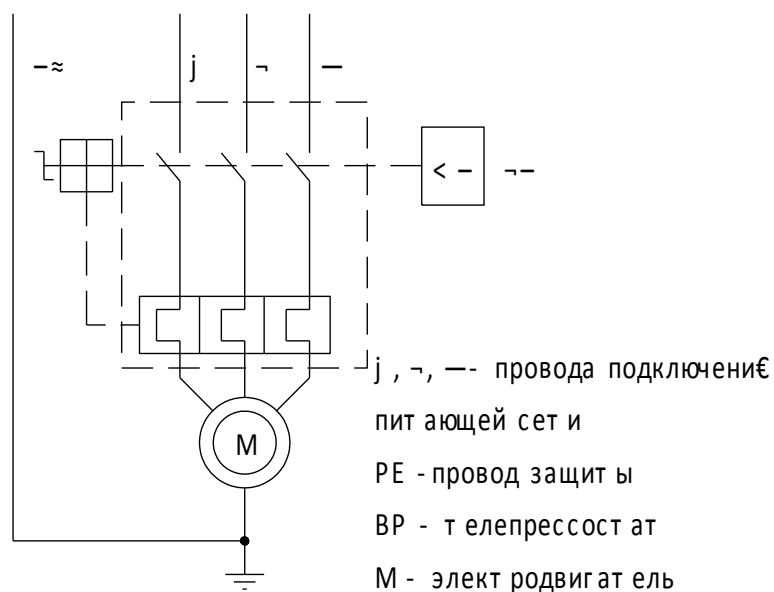 –≈ j ¬ —
< – ¬–
j , ¬, —- провода подключени€
питающей сети
PE - провод защиты
BP - телепрессостат
M
M - электродвигатель